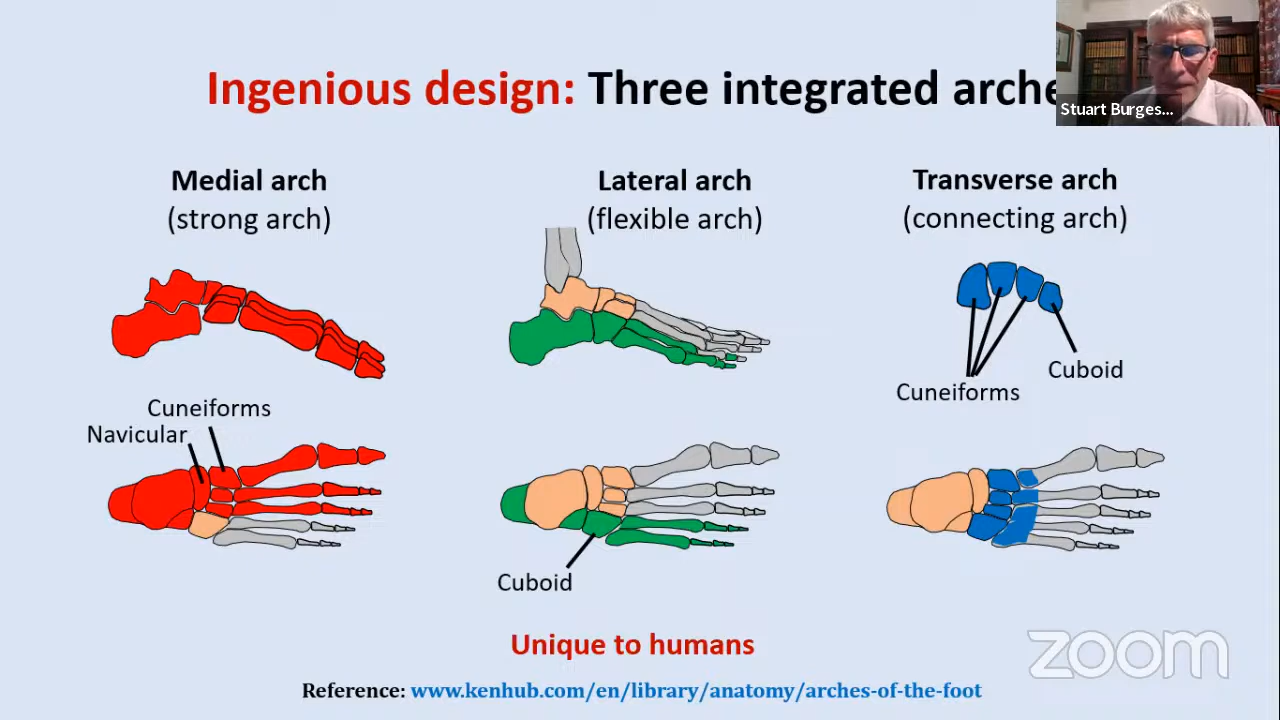 Ingenious design: Three integrated arche
Stuart Burges...
Medial arch
(strong arch)
Lateral arch
(flexible arch)
Transverse arch
(connecting arch)
Cuboid
Cuneiforms
Cuneiforms
Navicular
Cuboid
Unique to humans
zoom
Reference: www.kenhub.com/en/library/anatomy/arches-of-the-foot